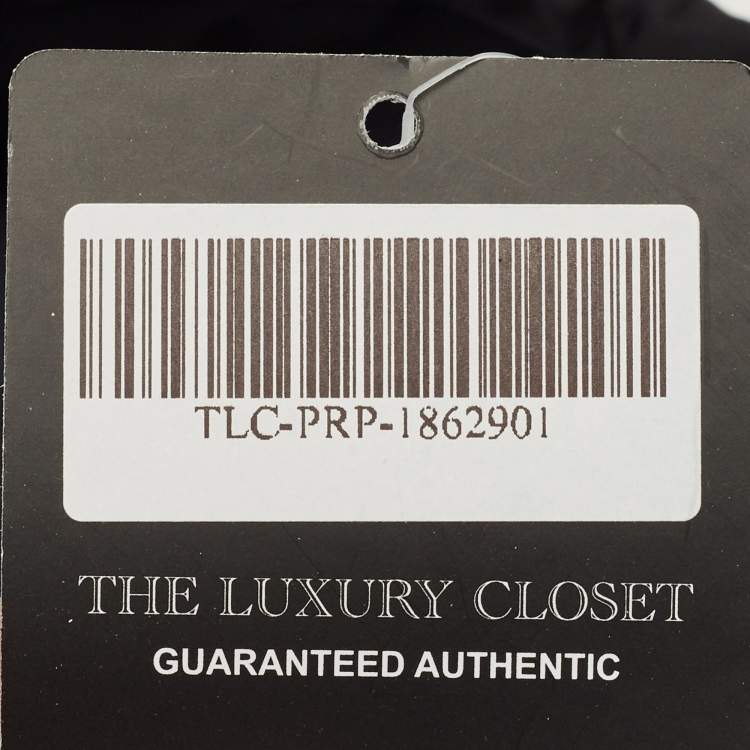 TLC-PRP-1862901
THE LUXURY CLOSET
GUARANTEED AUTHENTIC